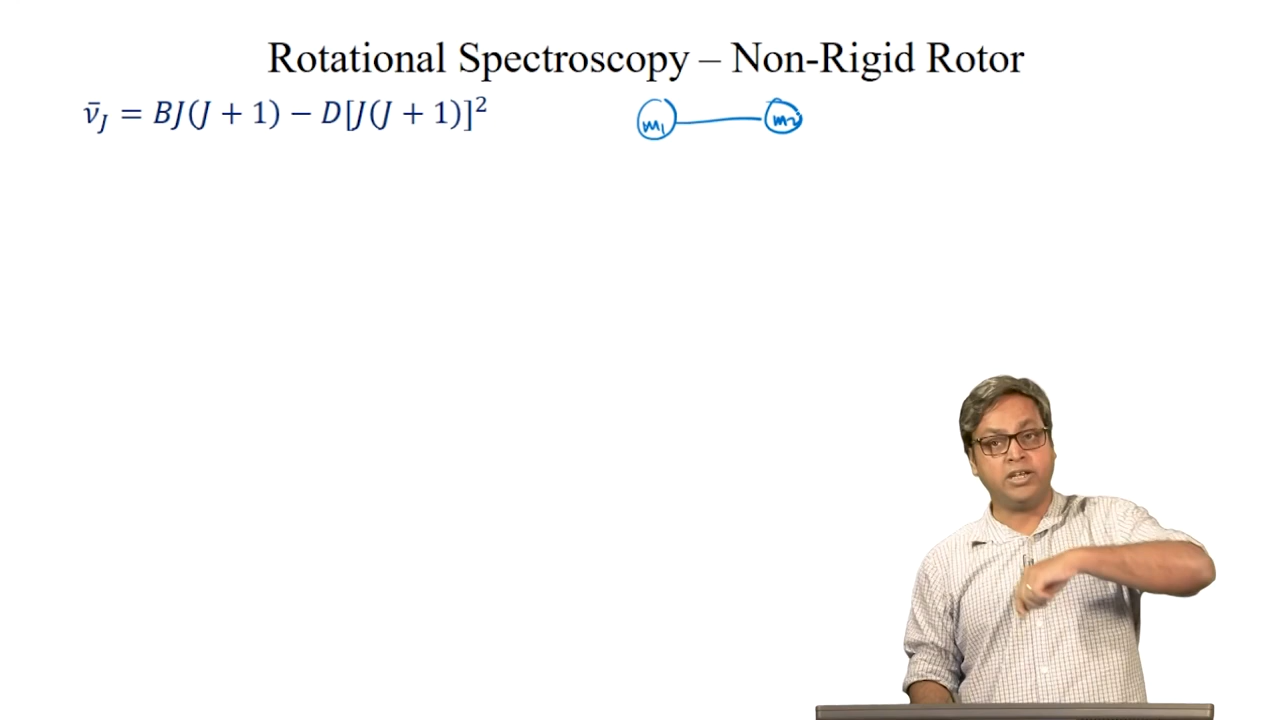 Rotational Spectroscopy – Non-Rigid Rotor
ν̄_J = BJ(J + 1) − D[J(J + 1)]²
m₁ m₂